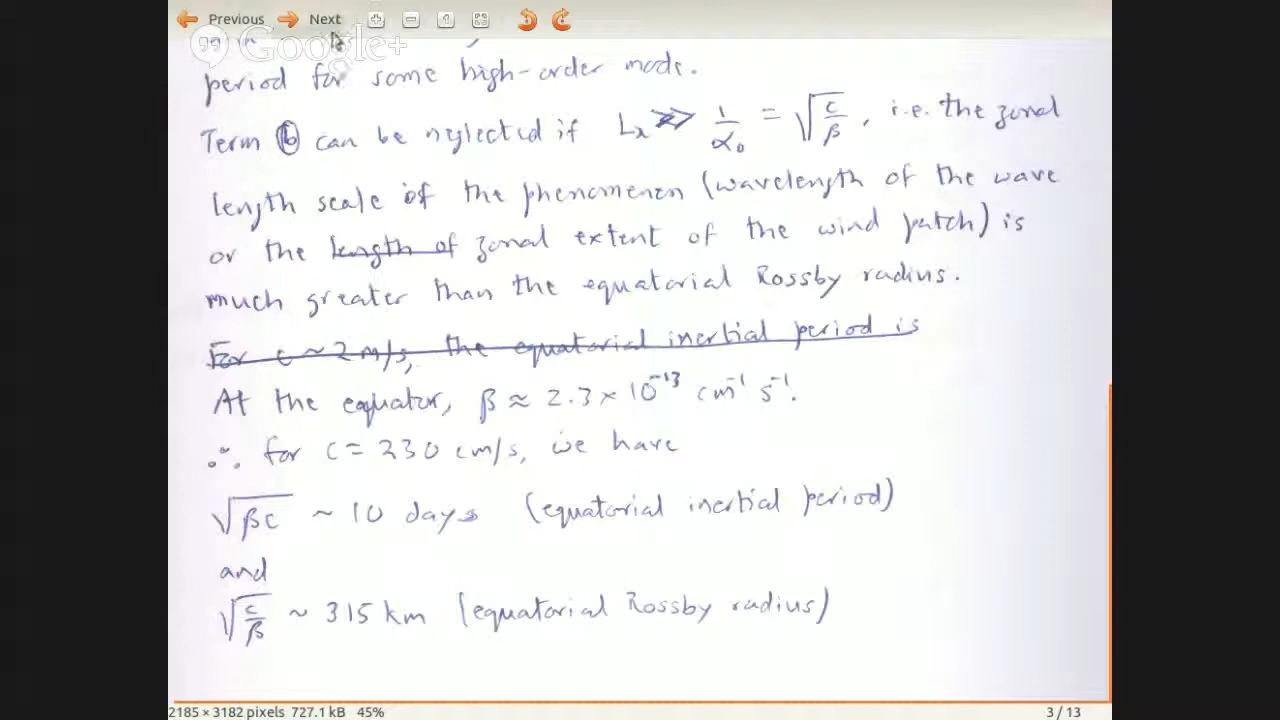 Previous Next
Google+
period for some high-order mode.
Term ⓑ can be neglected if Lx >> 1/α₀ = √(c/β), i.e. the zonal
length scale of the phenomenon (wavelength of the wave
or the length of zonal extent of the wind patch) is
much greater than the equatorial Rossby radius.
For c ~ 2 m/s, the equatorial inertial period is
At the equator, β ≈ 2.3 × 10⁻¹³ cm⁻¹ s⁻¹.
∴ for c = 230 cm/s, we have
√(βc) ~ 10 days (equatorial inertial period)
and
√(c/β) ~ 315 km (equatorial Rossby radius)
2185 × 3182 pixels 727.1 kB 45% 3 / 13